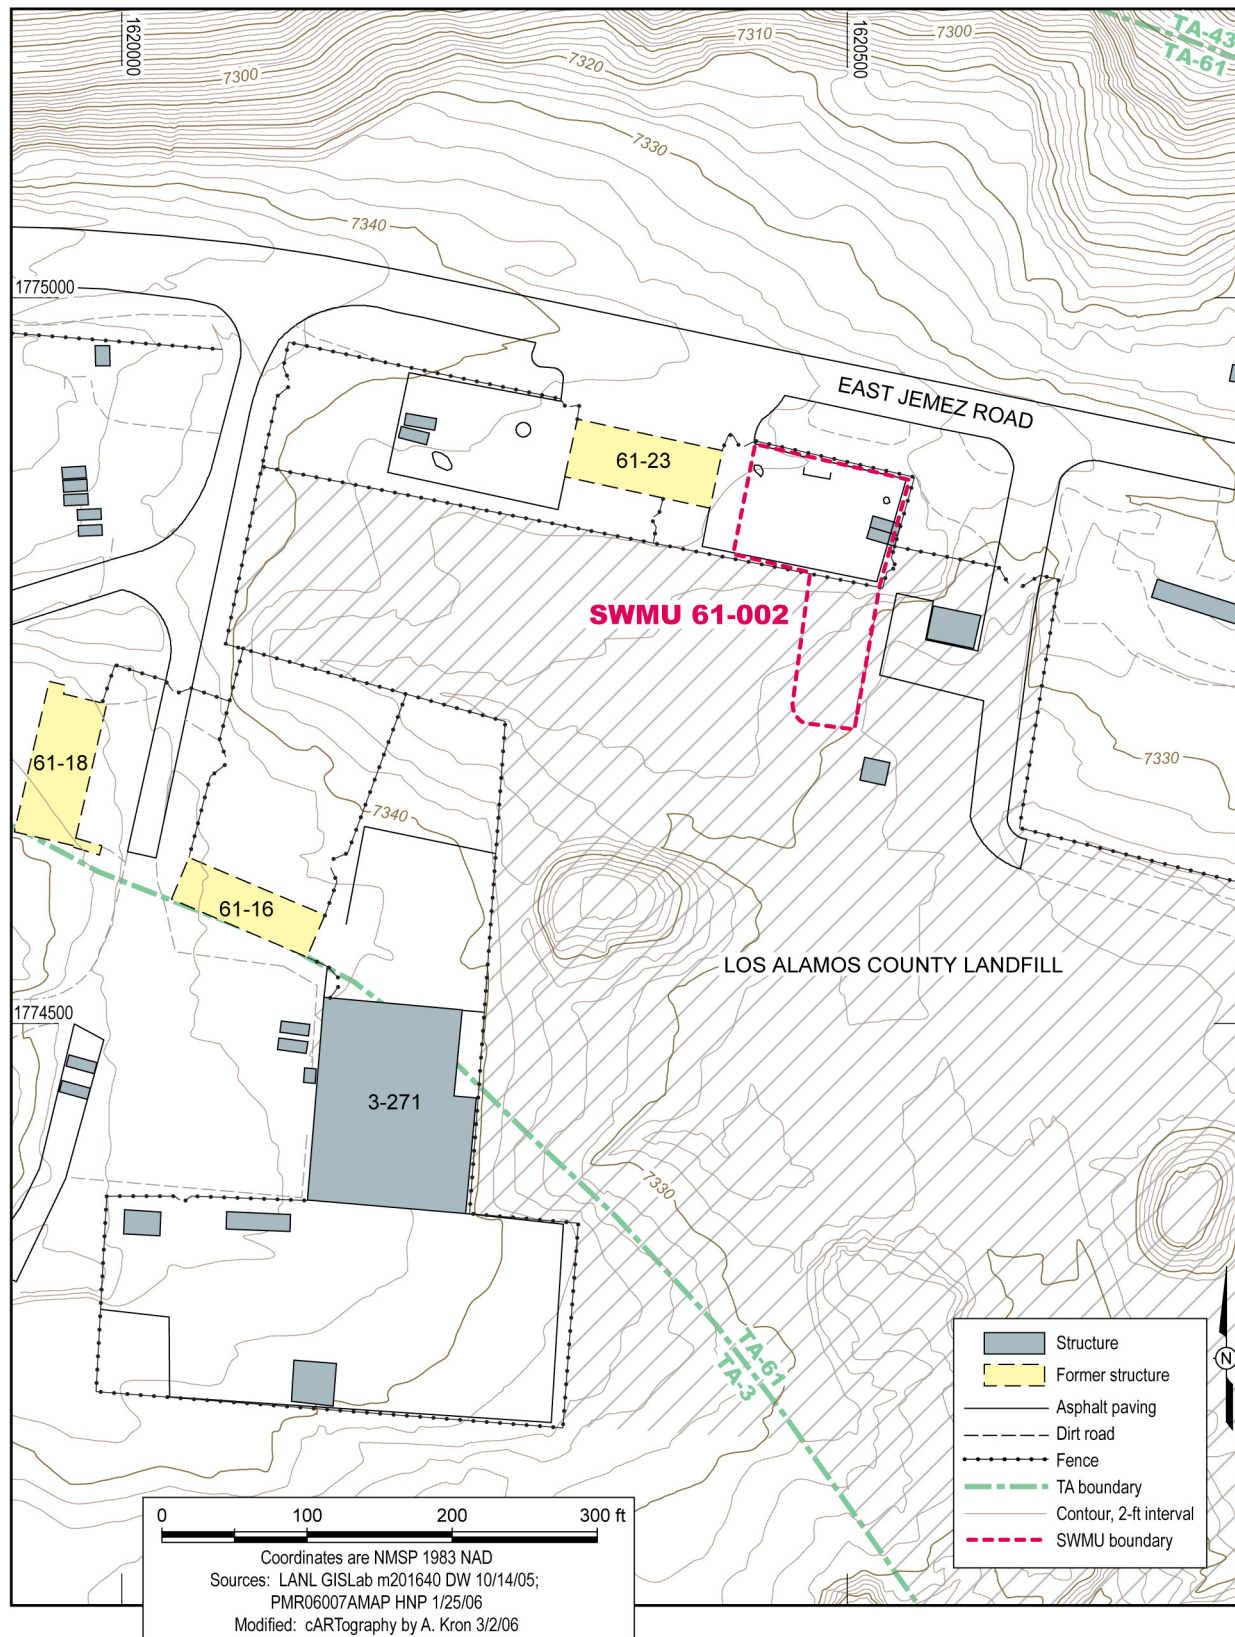 1620000
1620500
TA-43
TA-61
7300
7310
7300
7320
7330
7340
1775000
EAST JEMEZ ROAD
61-23
SWMU 61-002
61-18
7330
7340
61-16
LOS ALAMOS COUNTY LANDFILL
1774500
3-271
7330
TA-61
TA-3
Structure
Former structure
Asphalt paving
Dirt road
Fence
TA boundary
Contour, 2-ft interval
SWMU boundary
N
0 100 200 300 ft
Coordinates are NMSP 1983 NAD
Sources: LANL GISLab m201640 DW 10/14/05;
PMR06007AMAP HNP 1/25/06
Modified: cARTography by A. Kron 3/2/06